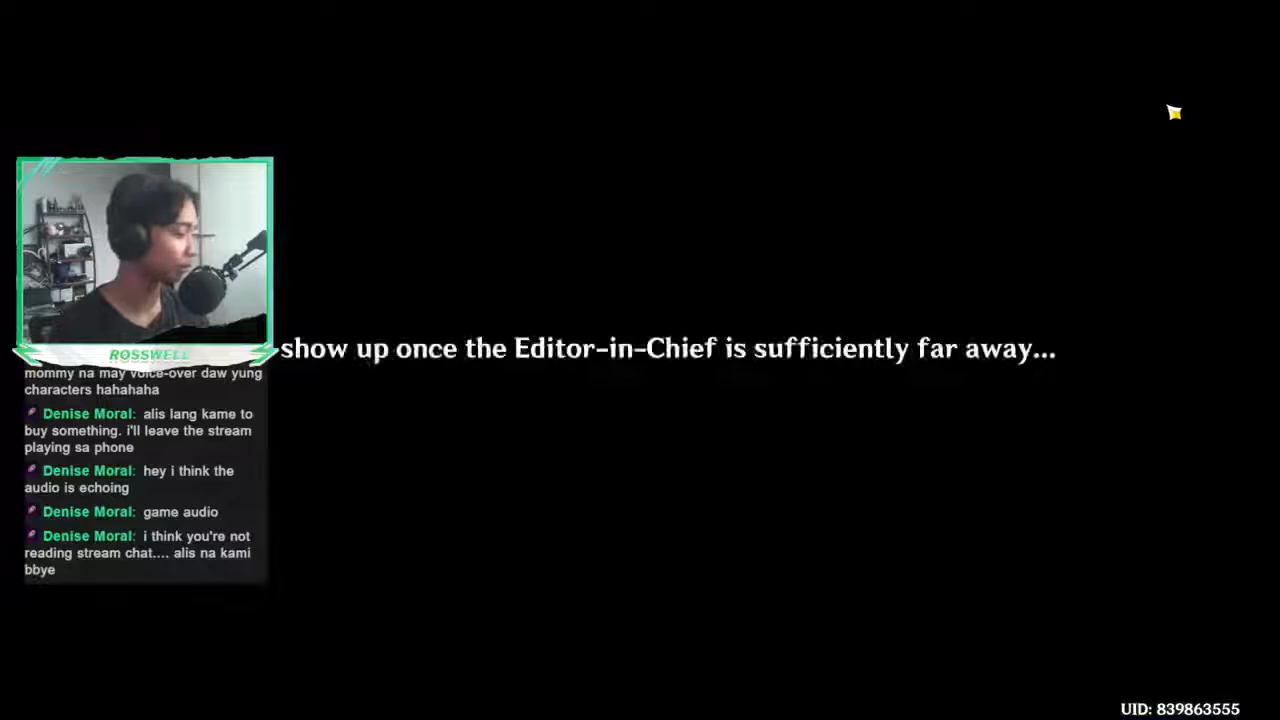 show up once the Editor-in-Chief is sufficiently far away...
ROSSWELL
mommy na may voice-over daw yung
characters hahahaha
Denise Moral: alis lang kame to
buy something. i'll leave the stream
playing sa phone
Denise Moral: hey i think the
audio is echoing
Denise Moral: game audio
Denise Moral: i think you're not
reading stream chat.... alis na kami
bbye
UID: 839863555